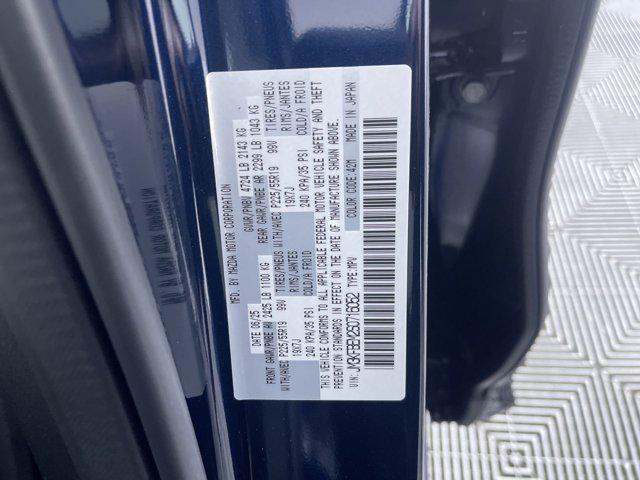 MFD. BY MAZDA MOTOR CORPORATION
DATE 06/25 GVWR/PNBV 4724 LB 2143 KG
FRONT GAWR/PNBE AV 2425 LB 1100 KG REAR GAWR/PNBE AR 2299 LB 1043 KG
WITH/AVEC P225/55R19 99V TIRES/PNEUS WITH/AVEC P225/55R19 99V TIRES/PNEUS
19X7J RIMS/JANTES 19X7J RIMS/JANTES
240 KPA/35 PSI COLD/A FROID 240 KPA/35 PSI COLD/A FROID
THIS VEHICLE CONFORMS TO ALL APPLICABLE FEDERAL MOTOR VEHICLE SAFETY AND THEFT
PREVENTION STANDARDS IN EFFECT ON THE DATE OF MANUFACTURE SHOWN ABOVE.
VIN: TYPE: MPV COLOR CODE: 42M MADE IN JAPAN